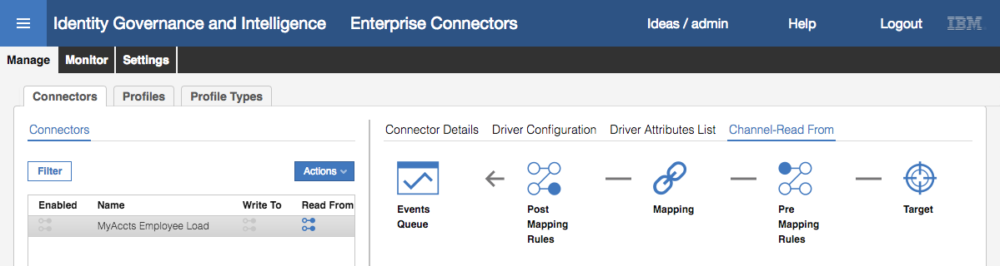 Identity Governance and Intelligence Enterprise Connectors Ideas / admin Help Logout IBM
Manage Monitor Settings
Connectors Profiles Profile Types
Connectors
Connector Details Driver Configuration Driver Attributes List Channel-Read From
Filter Actions
Enabled Name Write To Read From
MyAccts Employee Load
Events
Queue
Post
Mapping
Rules
Mapping
Pre
Mapping
Rules
Target